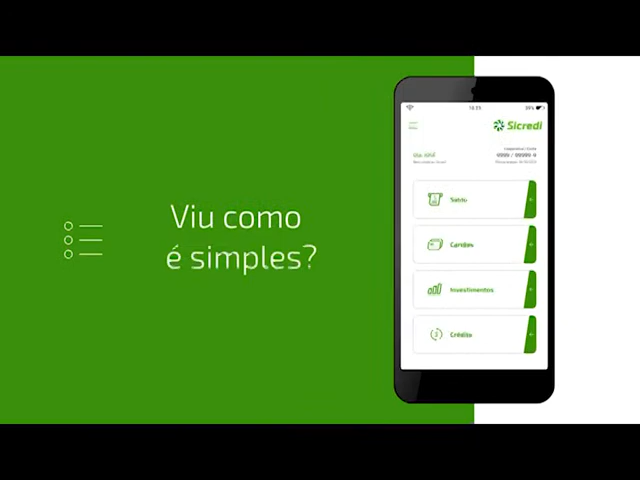 Viu como
é simples?
Sicredi
Saldo
Cartões
Investimentos
Crédito